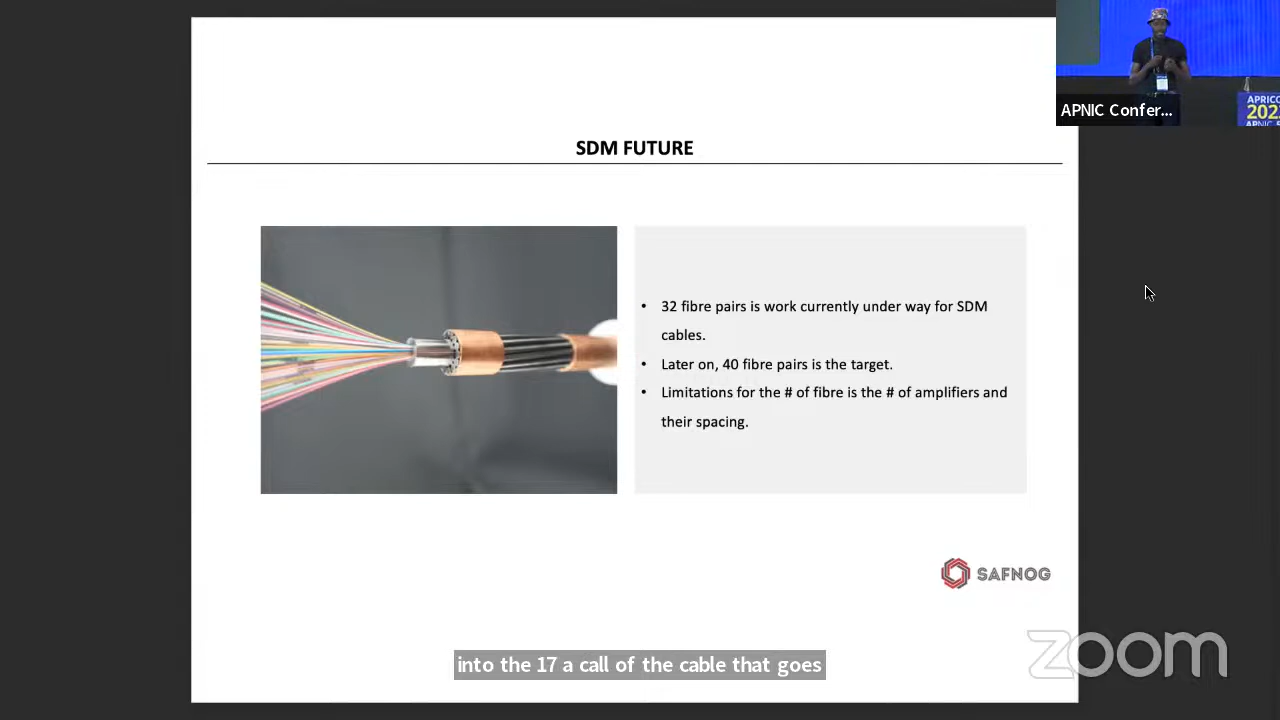 APNIC Confer...
APRICO
202
SDM FUTURE
• 32 fibre pairs is work currently under way for SDM
cables.
• Later on, 40 fibre pairs is the target.
• Limitations for the # of fibre is the # of amplifiers and
their spacing.
SAFNOG
into the 17 a call of the cable that goes
zoom